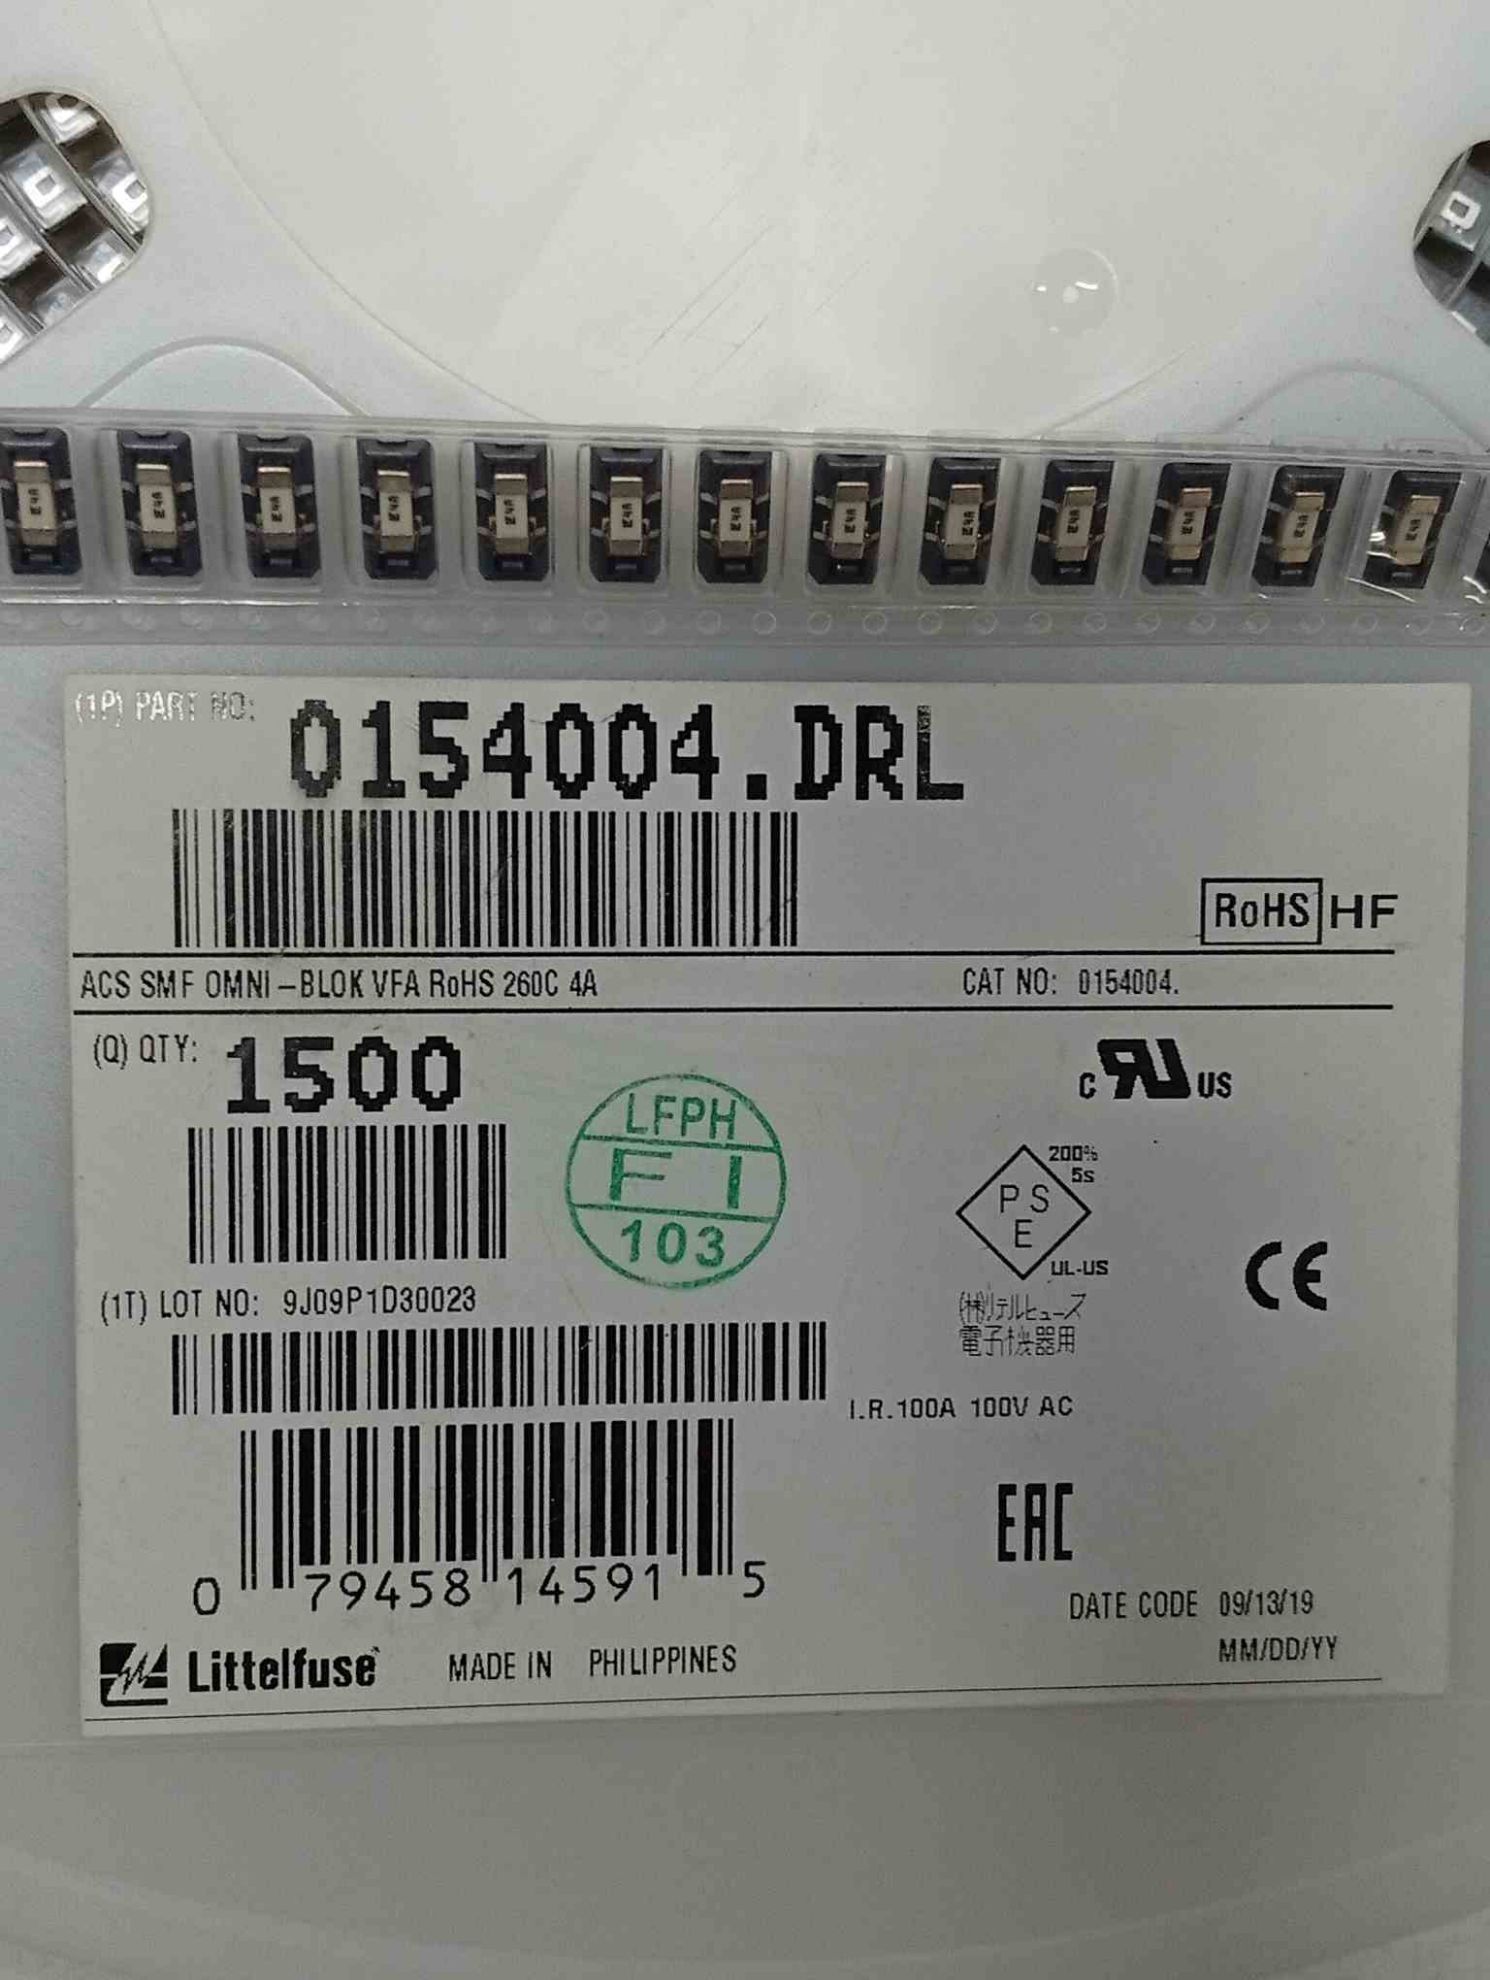 (1P) PART NO: 0154004.DRL
RoHS HF
ACS SMF OMNI-BLOK VFA RoHS 260C 4A CAT NO: 0154004.
(Q) QTY: 1500
c RU US
LFPH
FI
103
200%
5s
PS
E
UL-US
CE
(1T) LOT NO: 9J09P1D30023
(株)リテルヒューズ
電子機器用
I.R.100A 100V AC
EAC
0 79458 14591 5
DATE CODE 09/13/19
MM/DD/YY
Littelfuse MADE IN PHILIPPINES